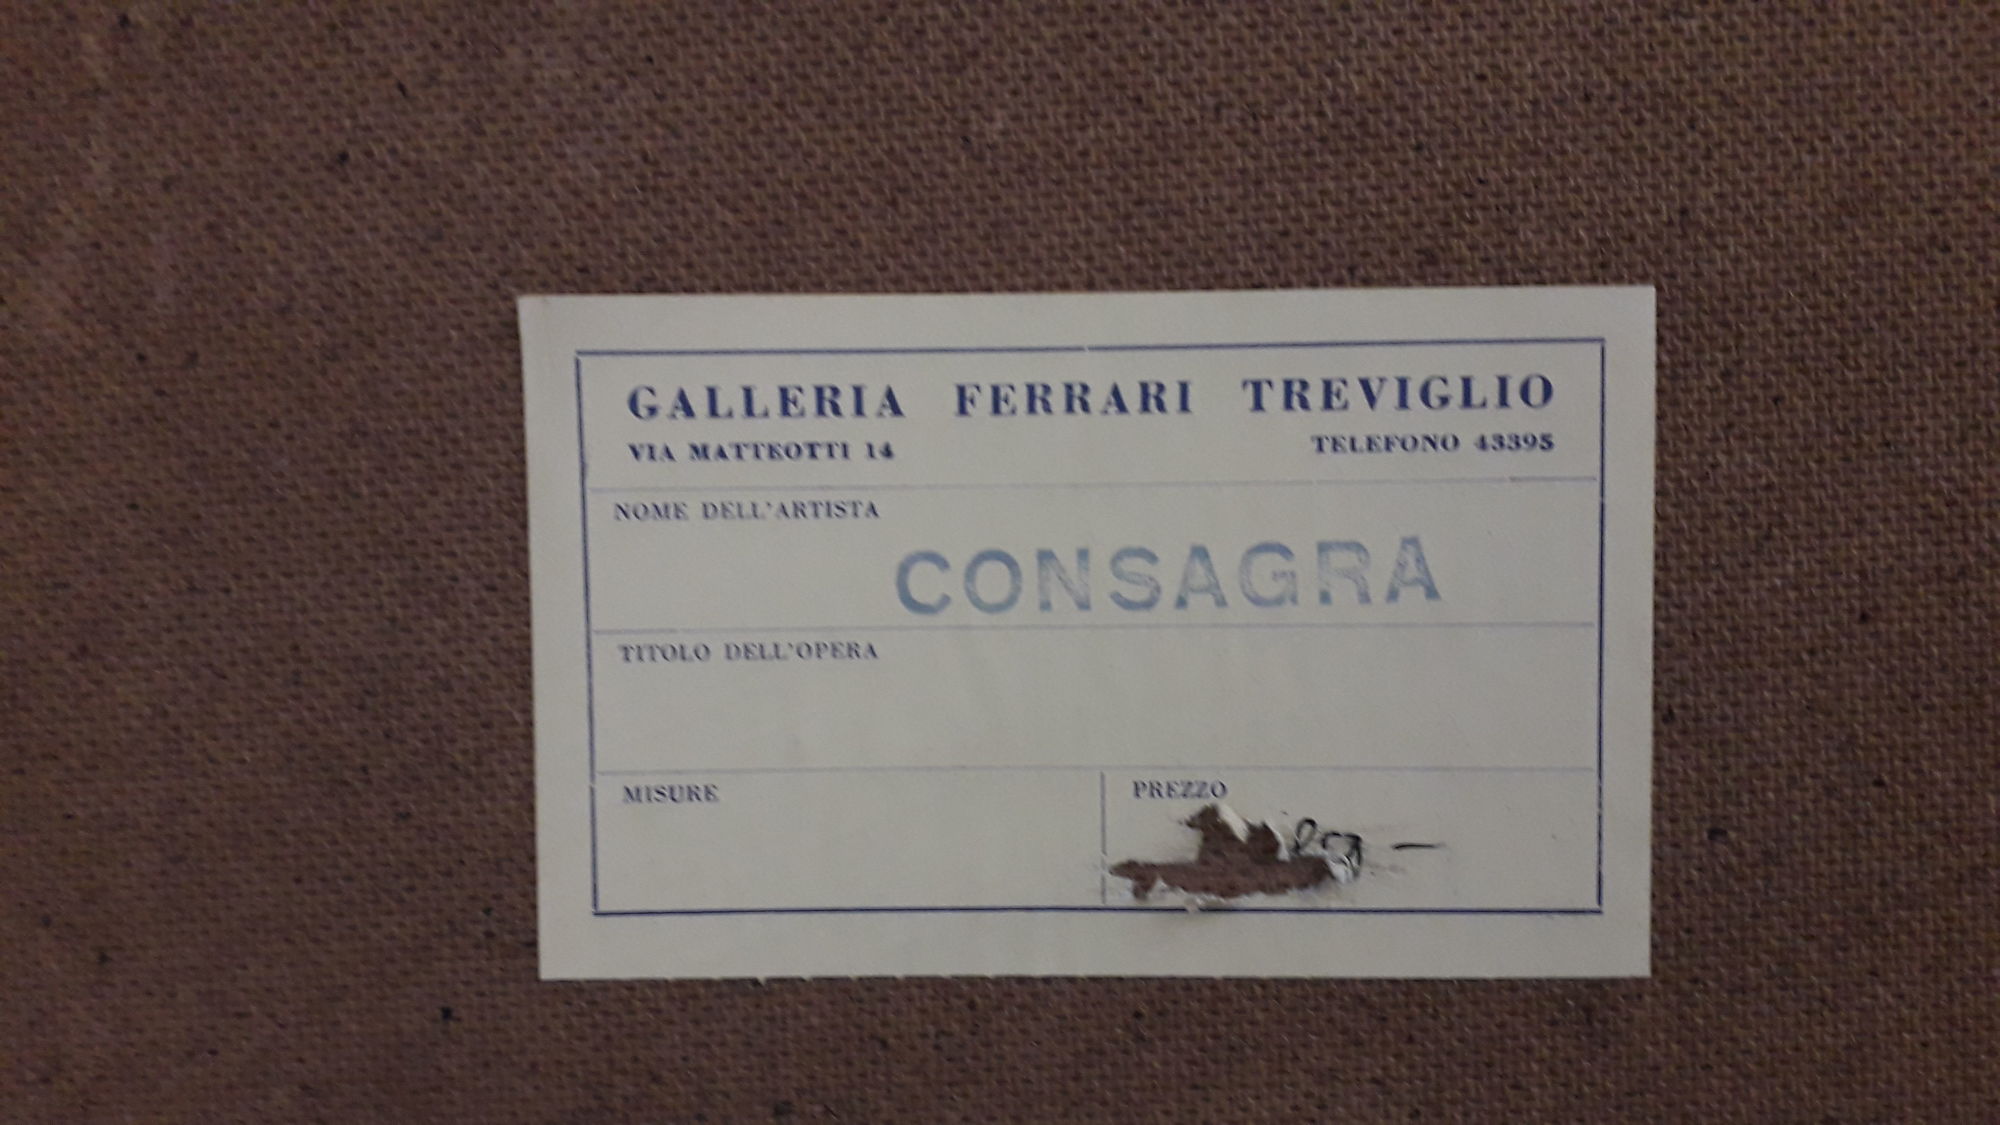 GALLERIA FERRARI TREVIGLIO
VIA MATTEOTTI 14 TELEFONO 43395
NOME DELL'ARTISTA
CONSAGRA
TITOLO DELL'OPERA
MISURE PREZZO